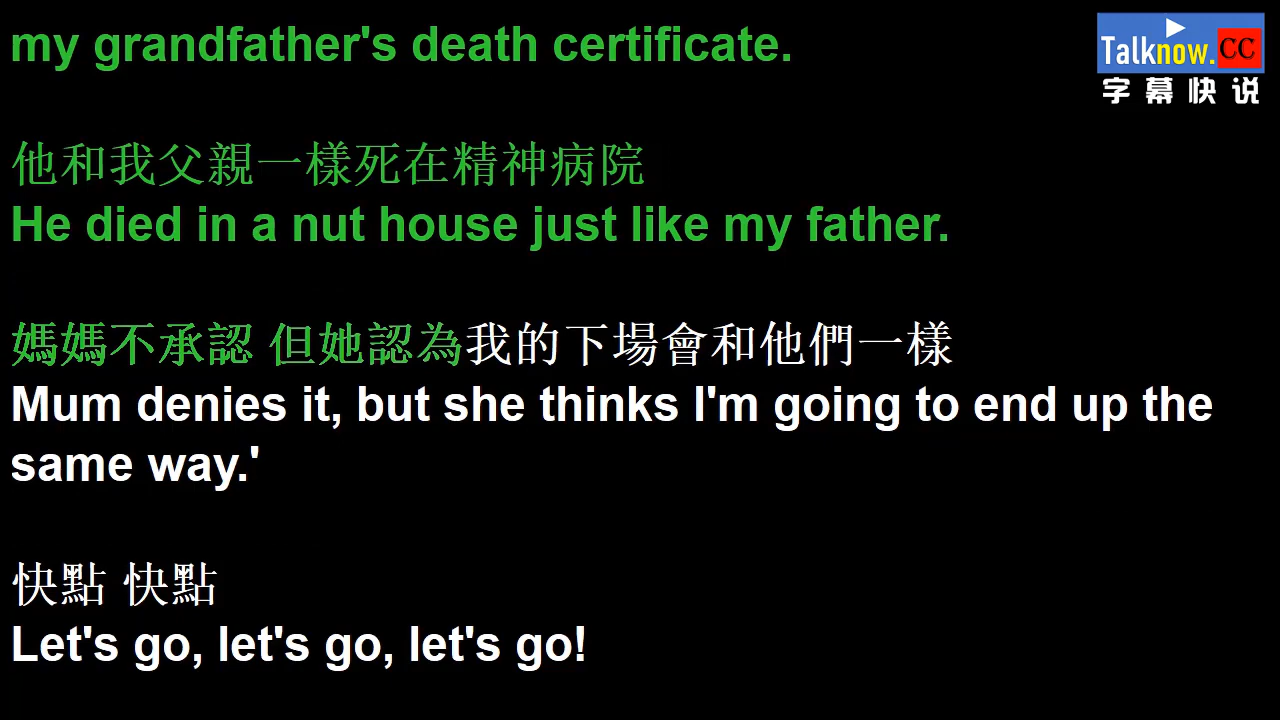 my grandfather's death certificate.
Talknow.CC
字幕快说
他和我父親一樣死在精神病院
He died in a nut house just like my father.
媽媽不承認 但她認為我的下場會和他們一樣
Mum denies it, but she thinks I'm going to end up the
same way.'
快點 快點
Let's go, let's go, let's go!